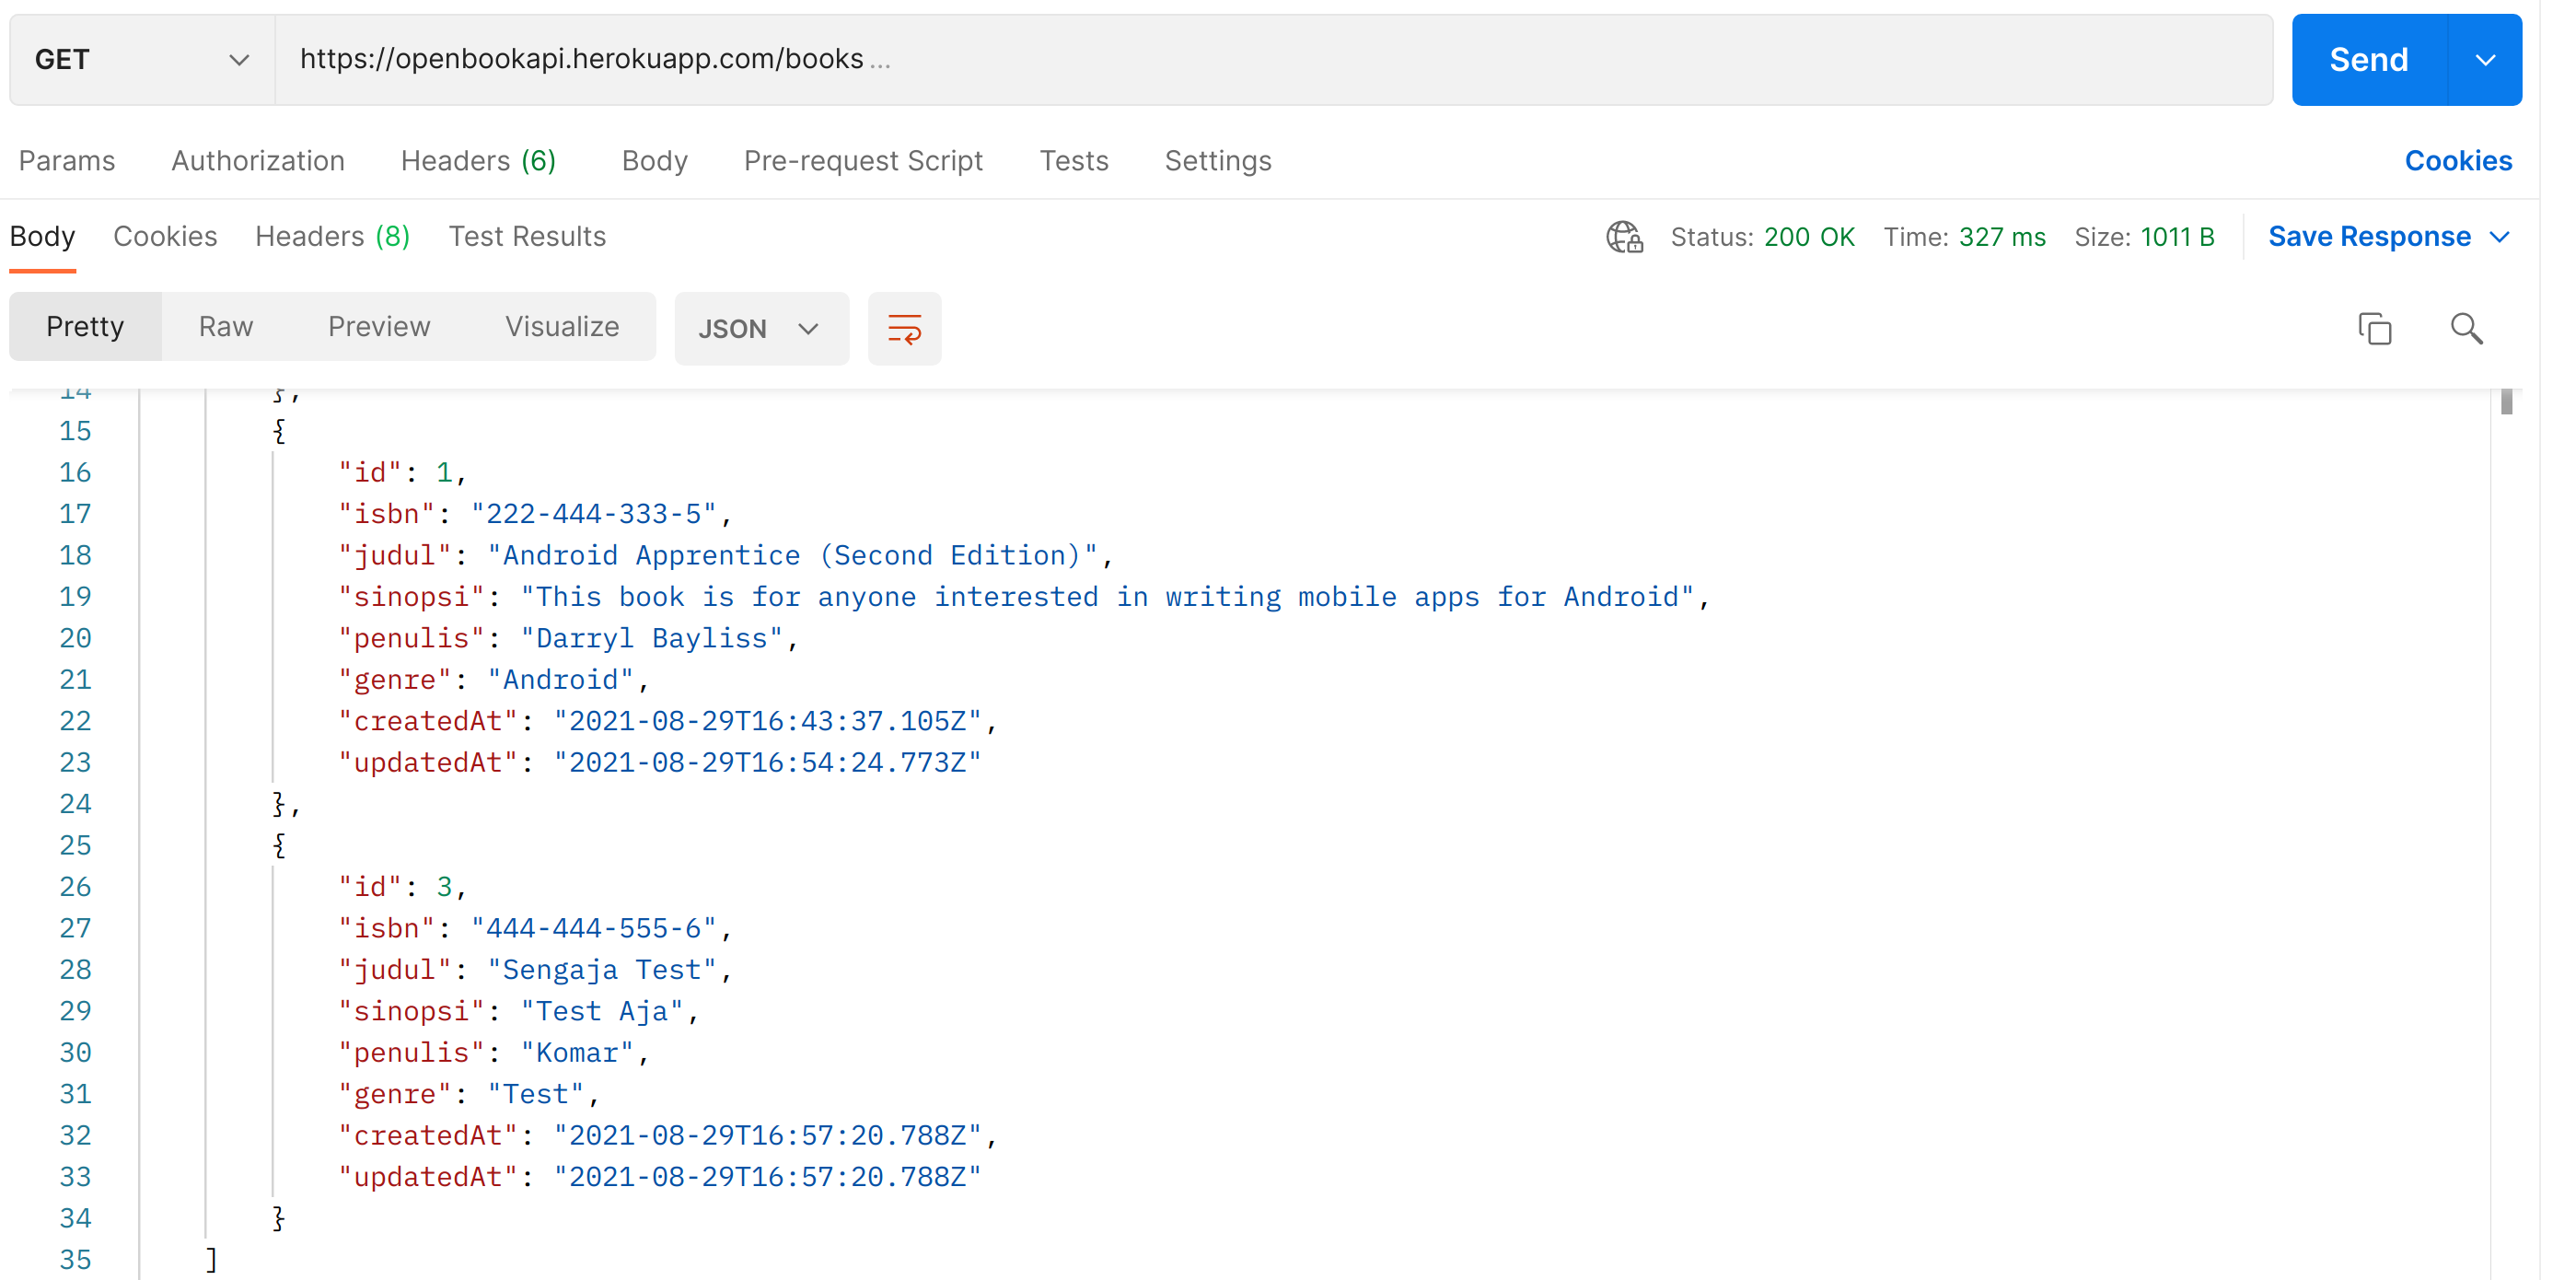 GET https://openbookapi.herokuapp.com/books ... Send
Params Authorization Headers (6) Body Pre-request Script Tests Settings Cookies
Body Cookies Headers (8) Test Results Status: 200 OK Time: 327 ms Size: 1011 B Save Response
Pretty Raw Preview Visualize JSON
14 },
15 {
16 "id": 1,
17 "isbn": "222-444-333-5",
18 "judul": "Android Apprentice (Second Edition)",
19 "sinopsi": "This book is for anyone interested in writing mobile apps for Android",
20 "penulis": "Darryl Bayliss",
21 "genre": "Android",
22 "createdAt": "2021-08-29T16:43:37.105Z",
23 "updatedAt": "2021-08-29T16:54:24.773Z"
24 },
25 {
26 "id": 3,
27 "isbn": "444-444-555-6",
28 "judul": "Sengaja Test",
29 "sinopsi": "Test Aja",
30 "penulis": "Komar",
31 "genre": "Test",
32 "createdAt": "2021-08-29T16:57:20.788Z",
33 "updatedAt": "2021-08-29T16:57:20.788Z"
34 }
35 ]